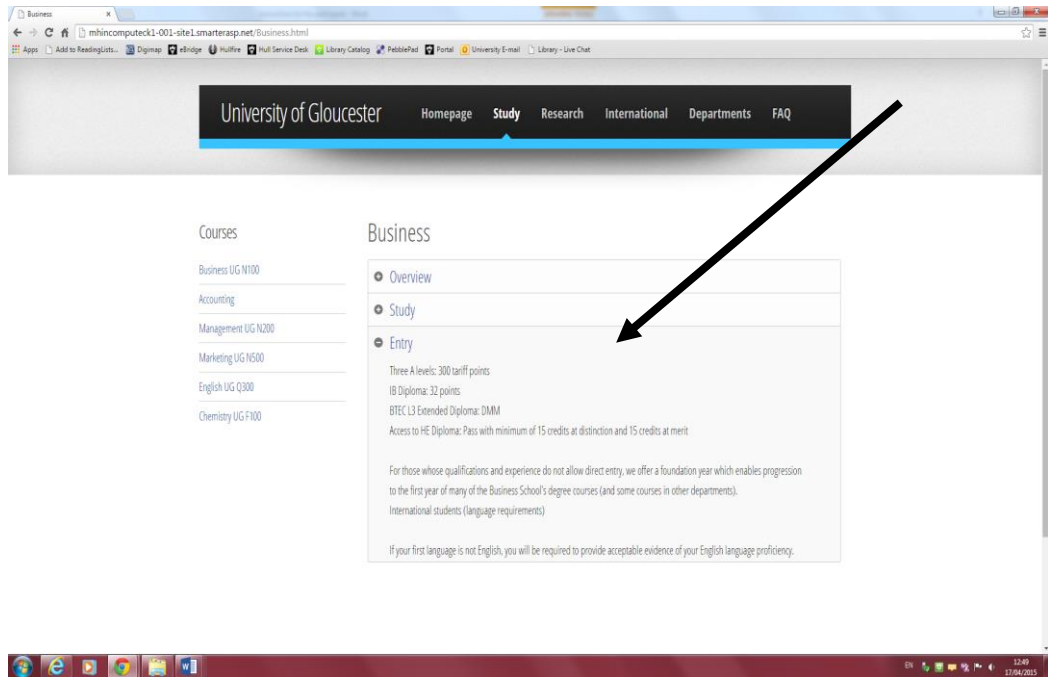 Business
mhincomputeck1-001-site1.smarterasp.net/Business.html
Apps Add to ReadingLists... Digimap eBridge Hullfire Hull Service Desk Library Catalog PebblePad Portal University E-mail Library - Live Chat
University of Gloucester Homepage Study Research International Departments FAQ
Courses
Business UG N100
Accounting
Management UG N200
Marketing UG N500
English UG Q300
Chemistry UG F100
Business
Overview
Study
Entry
Three A levels: 300 tariff points
IB Diploma: 32 points
BTEC L3 Extended Diploma: DMM
Access to HE Diploma: Pass with minimum of 15 credits at distinction and 15 credits at merit
For those whose qualifications and experience do not allow direct entry, we offer a foundation year which enables progression
to the first year of many of the Business School's degree courses (and some courses in other departments).
International students (language requirements)
If your first language is not English, you will be required to provide acceptable evidence of your English language proficiency.
EN 12:49
17/04/2015